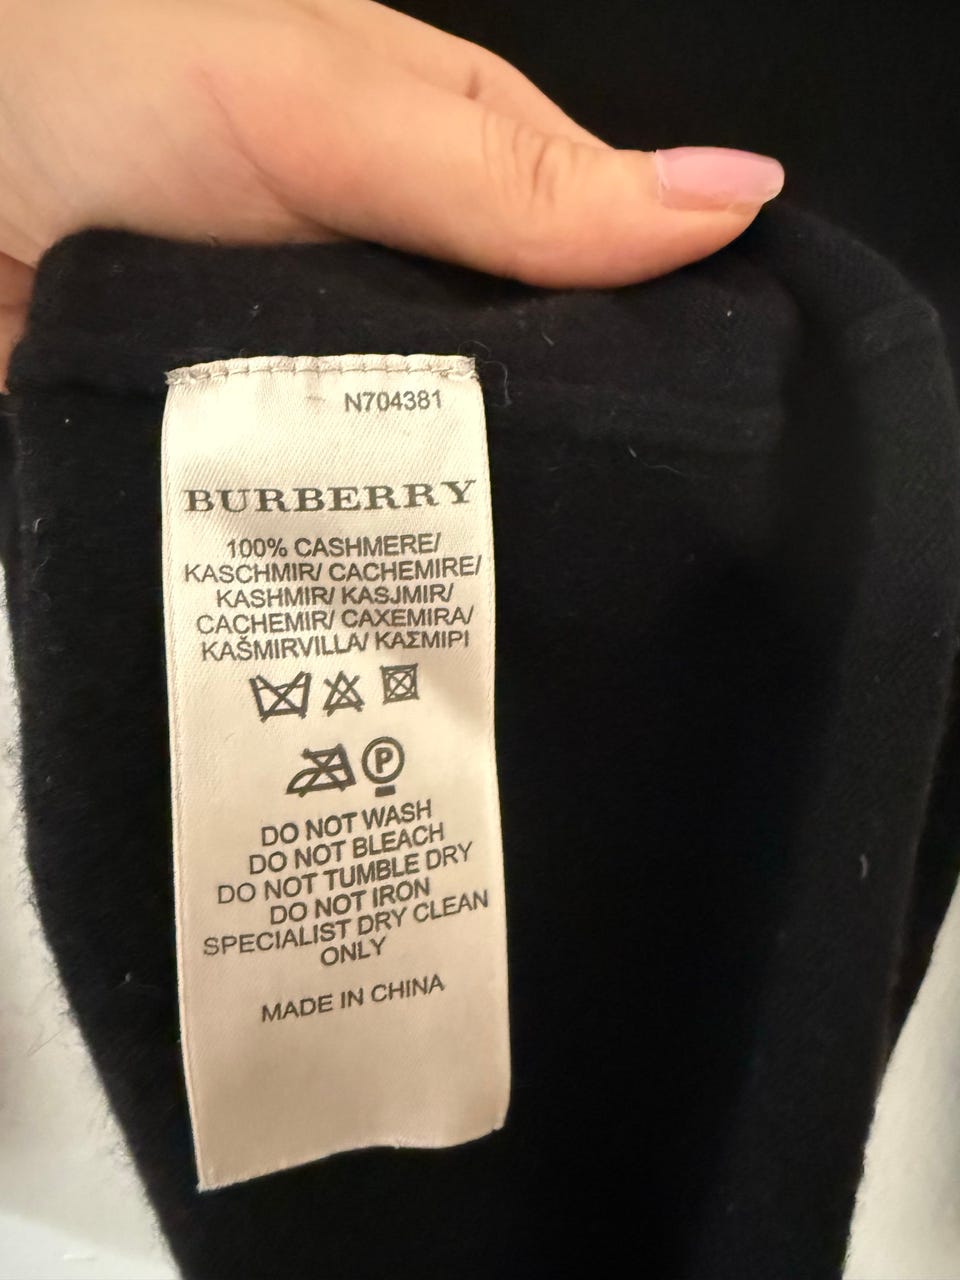 N704381
BURBERRY
100% CASHMERE/
KASCHMIR/ CACHEMIRE/
KASHMIR/ KASJMIR/
CACHEMIR/ CAXEMIRA/
KAŠMIRVILLA/ ΚΑΣΜΙΡΙ
P
DO NOT WASH
DO NOT BLEACH
DO NOT TUMBLE DRY
DO NOT IRON
SPECIALIST DRY CLEAN
ONLY
MADE IN CHINA